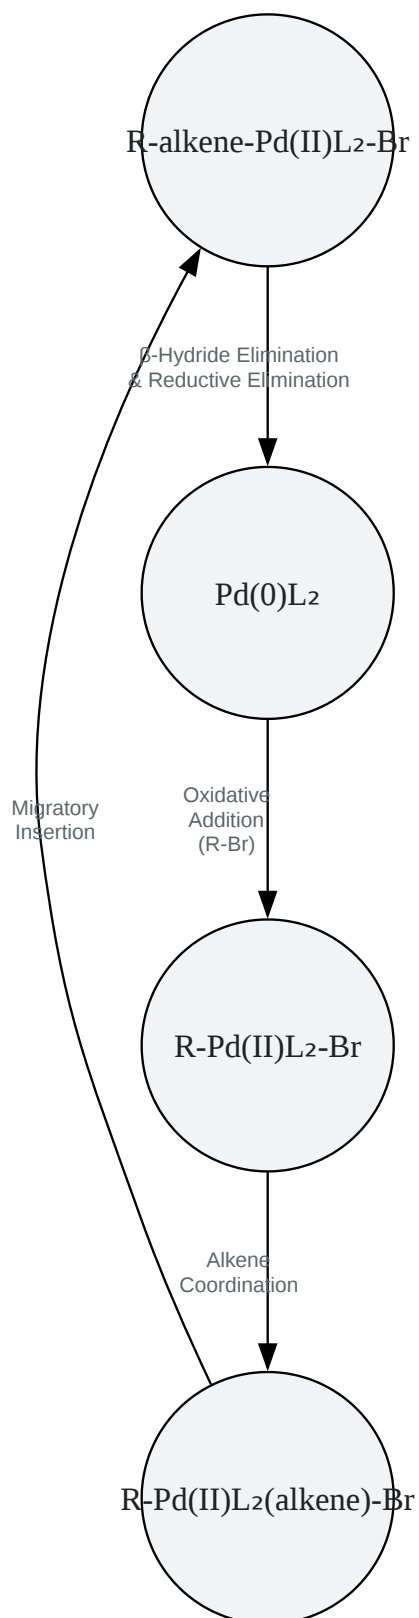 R-alkene-Pd(II)L₂-Br
β-Hydride Elimination
& Reductive Elimination
Pd(0)L₂
Migratory
Insertion
Oxidative
Addition
(R-Br)
R-Pd(II)L₂-Br
Alkene
Coordination
R-Pd(II)L₂(alkene)-Br